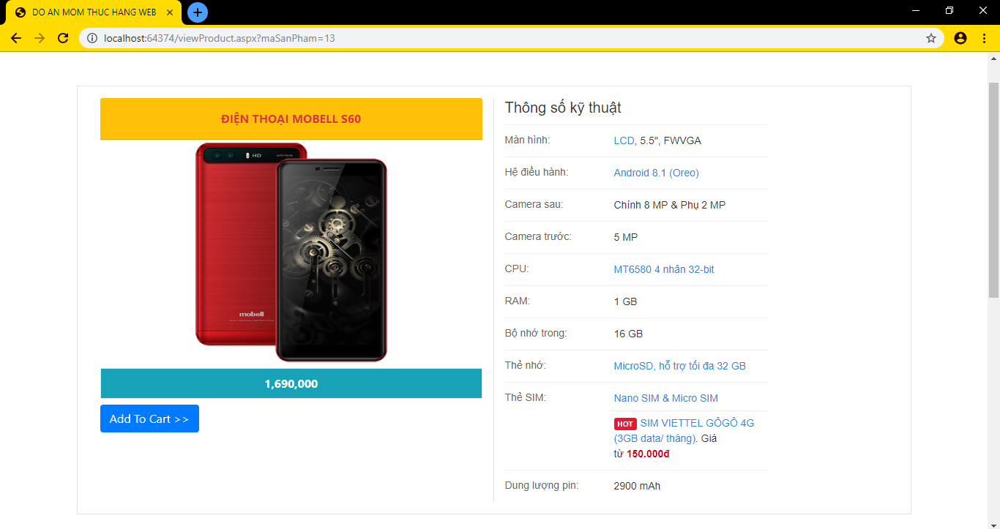 DO AN MOM THUC HANG WEB
localhost:64374/viewProduct.aspx?maSanPham=13
ĐIỆN THOẠI MOBELL S60
HD
AUTO FOCUS
mobell
1,690,000
Add To Cart >>
Thông số kỹ thuật
Màn hình: LCD, 5.5", FWVGA
Hệ điều hành: Android 8.1 (Oreo)
Camera sau: Chính 8 MP & Phụ 2 MP
Camera trước: 5 MP
CPU: MT6580 4 nhân 32-bit
RAM: 1 GB
Bộ nhớ trong: 16 GB
Thẻ nhớ: MicroSD, hỗ trợ tối đa 32 GB
Thẻ SIM: Nano SIM & Micro SIM
HOT SIM VIETTEL GÔGÔ 4G
(3GB data/ tháng). Giá
từ 150.000đ
Dung lượng pin: 2900 mAh